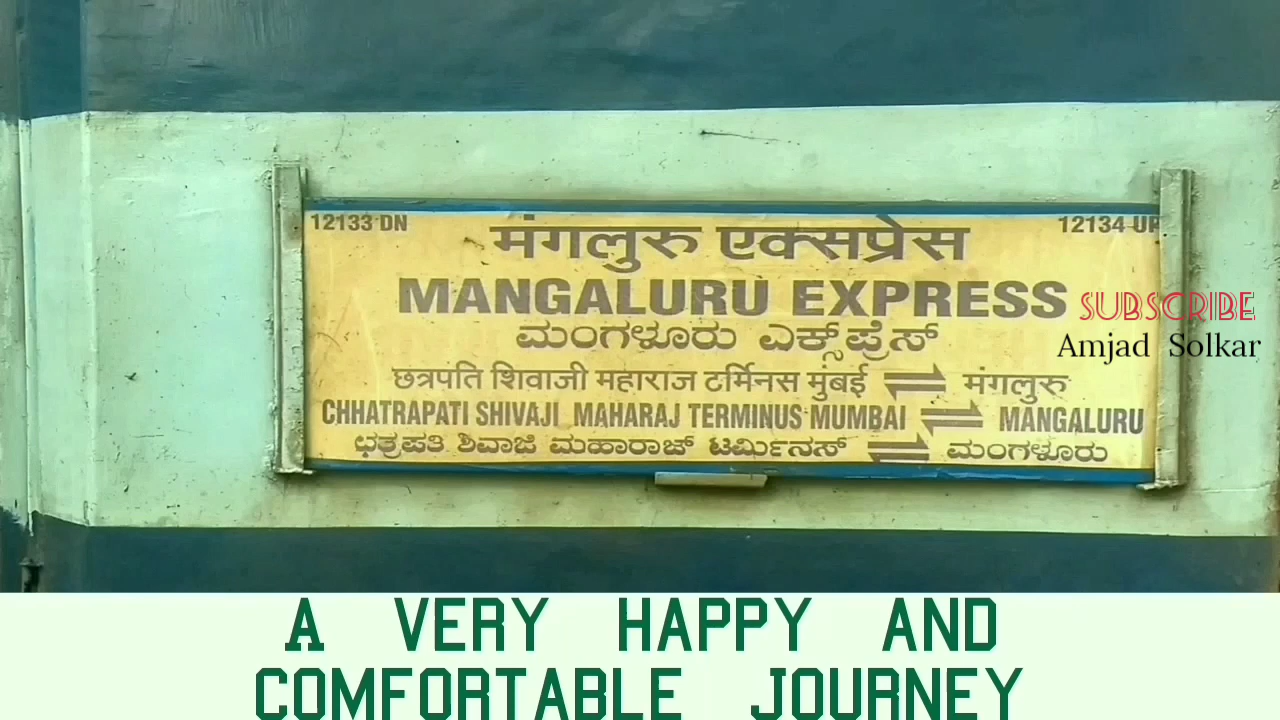 12133 DN
12134 UP
मंगलुरु एक्सप्रेस
MANGALURU EXPRESS
ಮಂಗಳೂರು ಎಕ್ಸ್‌ಪ್ರೆಸ್
SUBSCRIBE
Amjad Solkar
छत्रपति शिवाजी महाराज टर्मिनस मुंबई ⇌ मंगलुरु
CHHATRAPATI SHIVAJI MAHARAJ TERMINUS MUMBAI ⇌ MANGALURU
ಛತ್ರಪತಿ ಶಿವಾಜಿ ಮಹಾರಾಜ್ ಟರ್ಮಿನಸ್ ⇌ ಮಂಗಳೂರು
A VERY HAPPY AND
COMFORTABLE JOURNEY